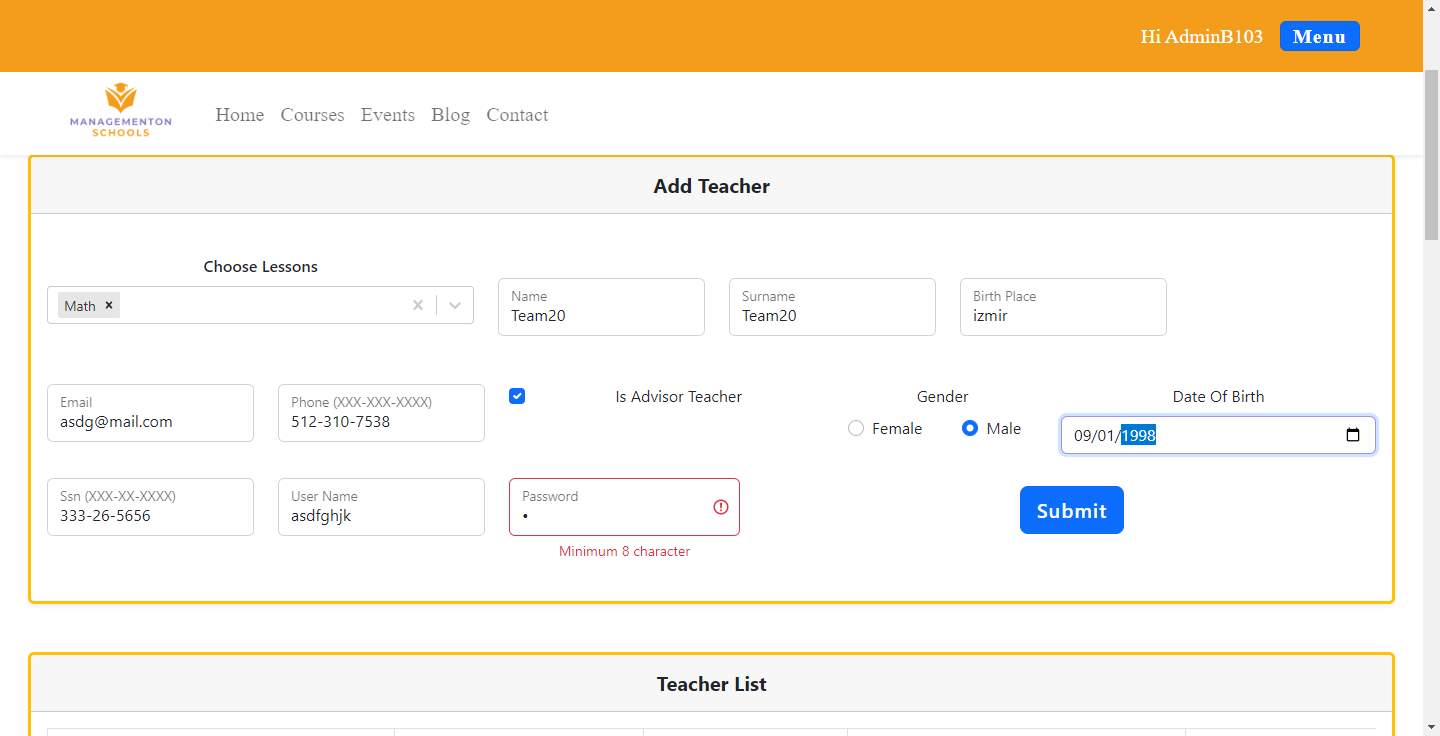 Hi AdminB103 Menu
MANAGEMENTON
SCHOOLS
Home Courses Events Blog Contact
Add Teacher
Choose Lessons
Math
Name
Team20
Surname
Team20
Birth Place
izmir
Email
asdg@mail.com
Phone (XXX-XXX-XXXX)
512-310-7538
Is Advisor Teacher
Gender
Female Male
Date Of Birth
09/01/1998
Ssn (XXX-XX-XXXX)
333-26-5656
User Name
asdfghjk
Password
•
Minimum 8 character
Submit
Teacher List